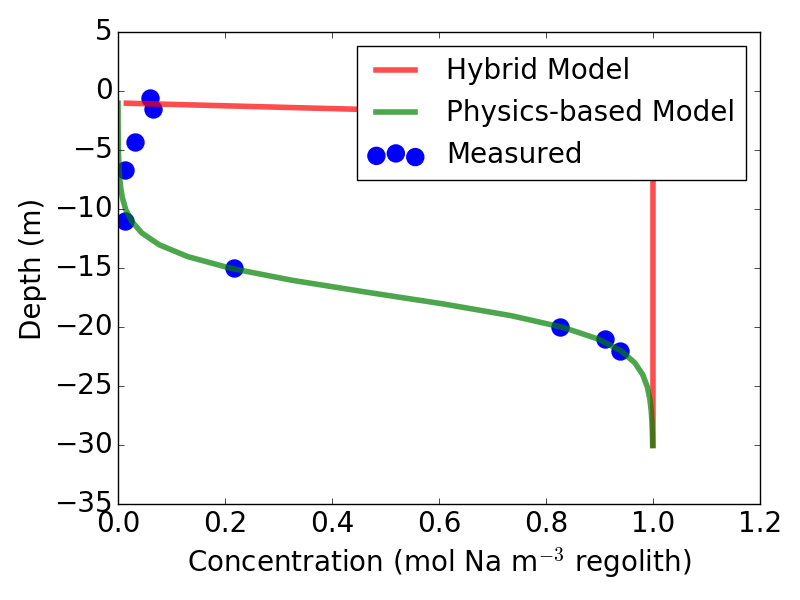 5
0
−5
−10
−15
−20
−25
−30
−35
Depth (m)
Hybrid Model
Physics-based Model
Measured
0.0 0.2 0.4 0.6 0.8 1.0 1.2
Concentration (mol Na m⁻³ regolith)